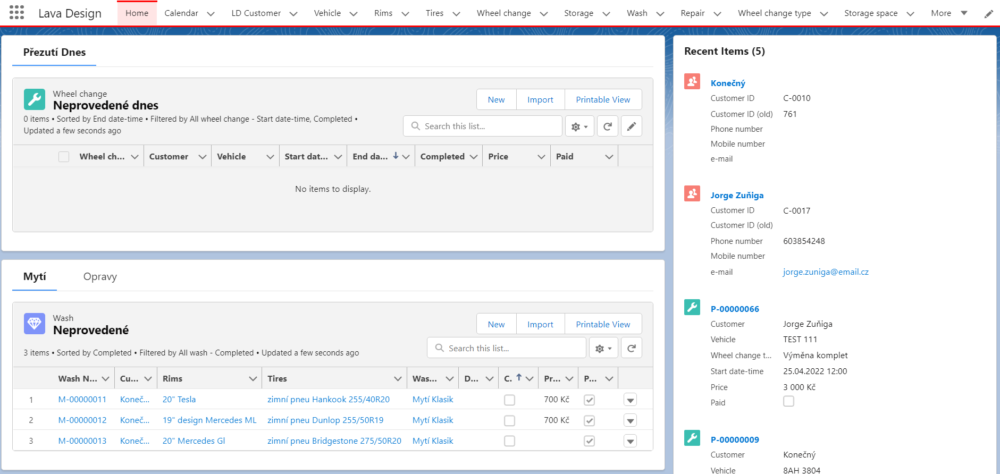 Lava Design Home Calendar LD Customer Vehicle Rims Tires Wheel change Storage Wash Repair Wheel change type Storage space More
Přezutí Dnes
Wheel change
Neprovedené dnes
New Import Printable View
0 items • Sorted by End date-time • Filtered by All wheel change - Start date-time, Completed •
Updated a few seconds ago
Search this list...
Wheel ch... Customer Vehicle Start dat... End da... Completed Price Paid
No items to display.
Mytí Opravy
Wash
Neprovedené
New Import Printable View
3 items • Sorted by Completed • Filtered by All wash - Completed • Updated a few seconds ago
Search this list...
Wash N... Cu... Rims Tires Was... D... C. Pr... P...
1 M-00000011 Koneč... 20" Tesla zimní pneu Hankook 255/40R20 Mytí Klasik 700 Kč
2 M-00000012 Koneč... 19" design Mercedes ML zimní pneu Dunlop 255/50R19 Mytí Klasik 700 Kč
3 M-00000013 Koneč... 20" Mercedes Gl zimní pneu Bridgestone 275/50R20 Mytí Klasik
Recent Items (5)
Konečný
Customer ID C-0010
Customer ID (old) 761
Phone number
Mobile number
e-mail
Jorge Zuňiga
Customer ID C-0017
Customer ID (old)
Phone number 603854248
Mobile number
e-mail jorge.zuniga@email.cz
P-00000066
Customer Jorge Zuňiga
Vehicle TEST 111
Wheel change t... Výměna komplet
Start date-time 25.04.2022 12:00
Price 3 000 Kč
Paid
P-00000009
Customer Konečný
Vehicle 8AH 3804